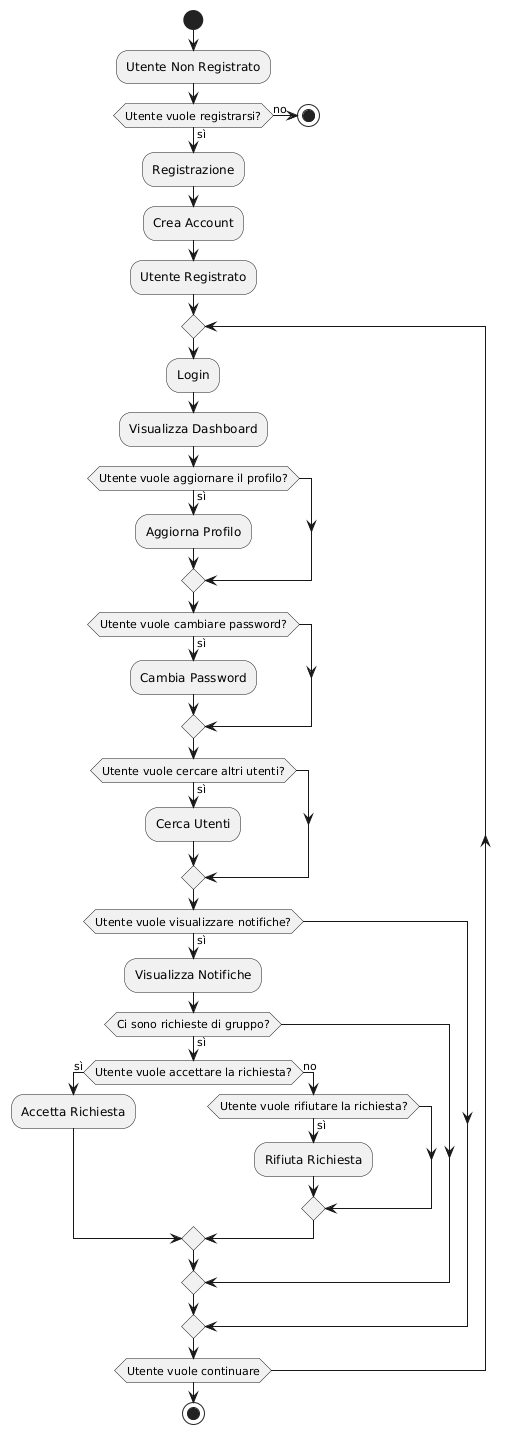 Utente Non Registrato
Utente vuole registrarsi?
no
sì
Registrazione
Crea Account
Utente Registrato
Login
Visualizza Dashboard
Utente vuole aggiornare il profilo?
sì
Aggiorna Profilo
Utente vuole cambiare password?
sì
Cambia Password
Utente vuole cercare altri utenti?
sì
Cerca Utenti
Utente vuole visualizzare notifiche?
sì
Visualizza Notifiche
Ci sono richieste di gruppo?
sì
sì
Utente vuole accettare la richiesta?
no
Accetta Richiesta
Utente vuole rifiutare la richiesta?
sì
Rifiuta Richiesta
Utente vuole continuare